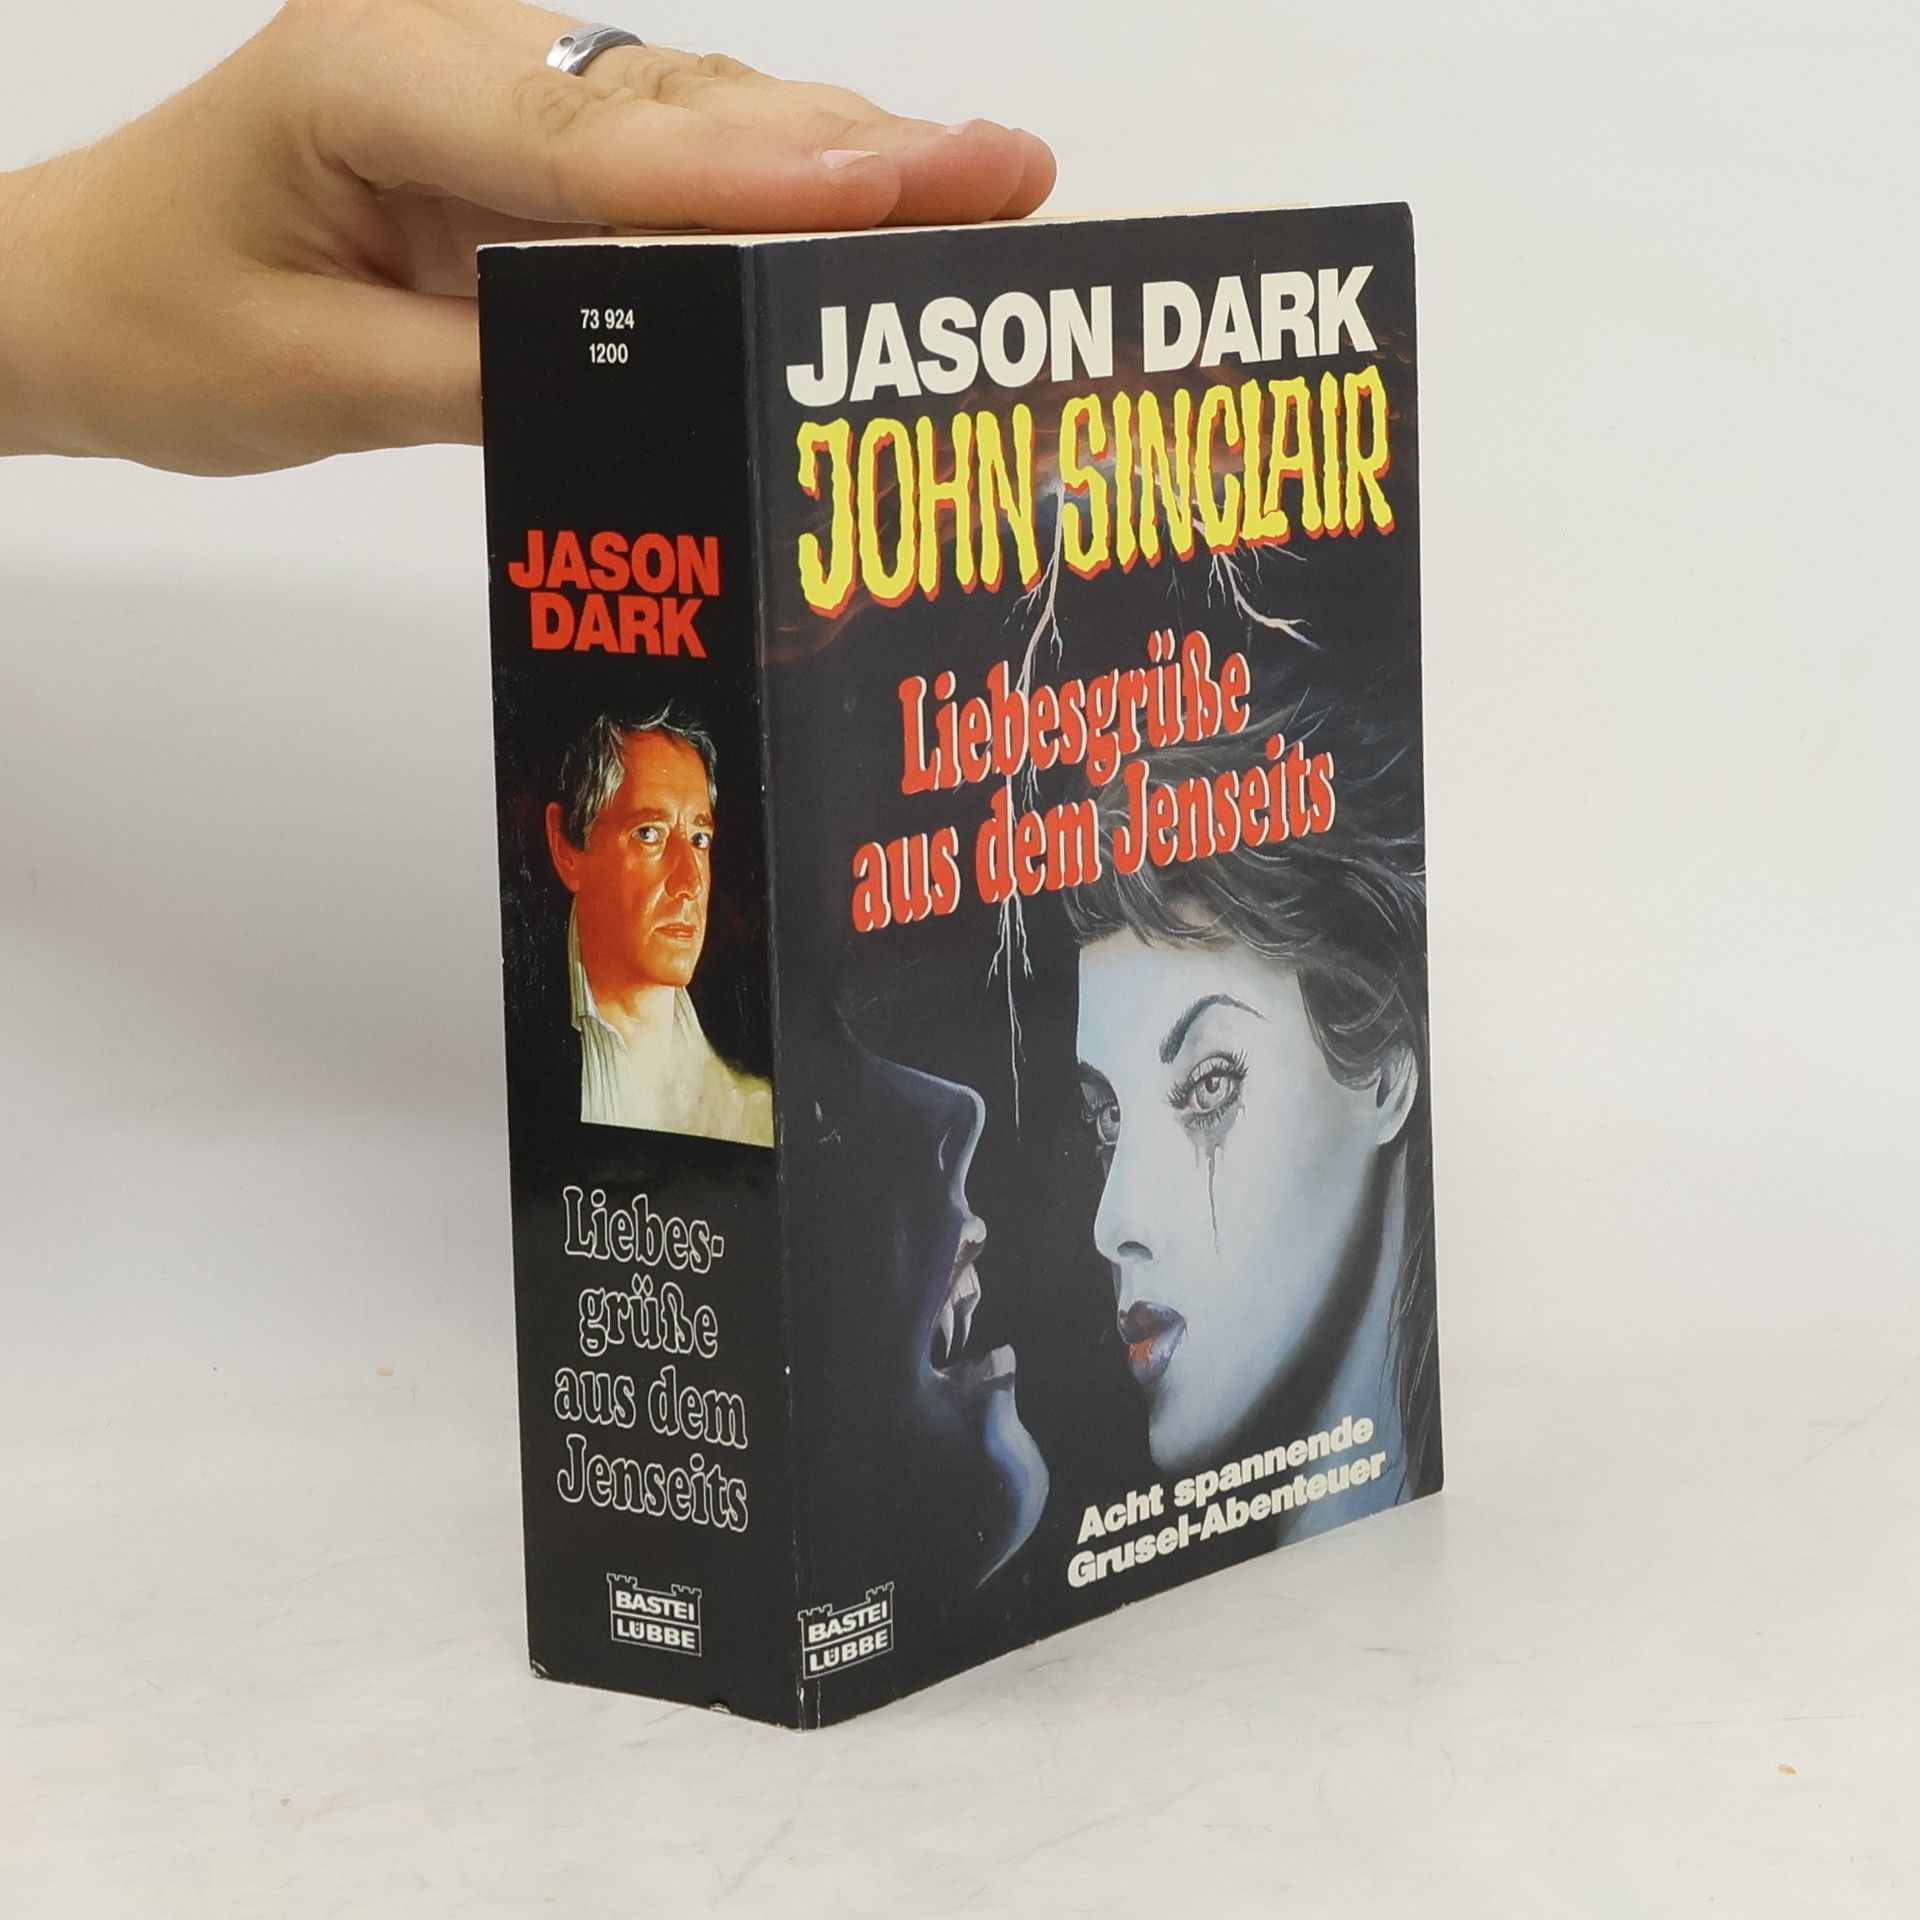 73 924
1200
JASON
DARK
Liebes-
grüße
aus dem
Jenseits
BASTEI
LÜBBE
JASON DARK
JOHN SINCLAIR
Liebesgrüße
aus dem Jenseits
Acht spannende
Grusel-Abenteuer
BASTEI
LÜBBE